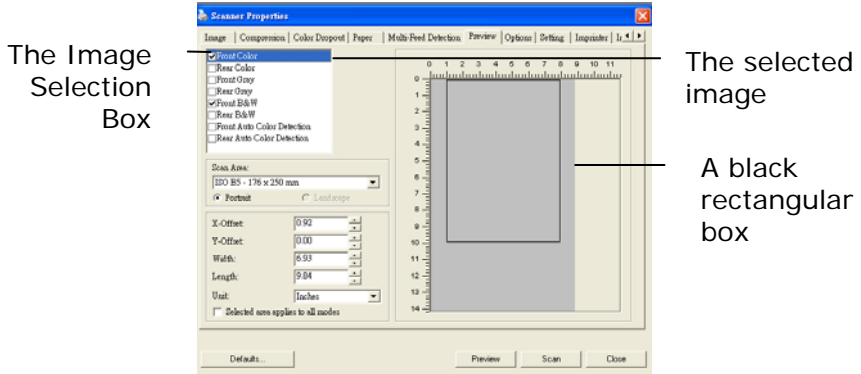 Scanner Properties
Image Compression Color Dropout Paper Multi-Feed Detection Preview Options Setting Imprinter
The Image
Selection
Box
Front Color
Rear Color
Front Gray
Rear Gray
Front B&W
Rear B&W
Front Auto Color Detection
Rear Auto Color Detection
Scan Area:
ISO B5 - 176 x 250 mm
Portrait Landscape
X-Offset: 0.92
Y-Offset: 0.00
Width: 6.93
Length: 9.84
Unit: Inches
Selected area applies to all modes
0 1 2 3 4 5 6 7 8 9 10 11
0
1
2
3
4
5
6
7
8
9
10
11
12
13
14
The selected
image
A black
rectangular
box
Defaults... Preview Scan Close